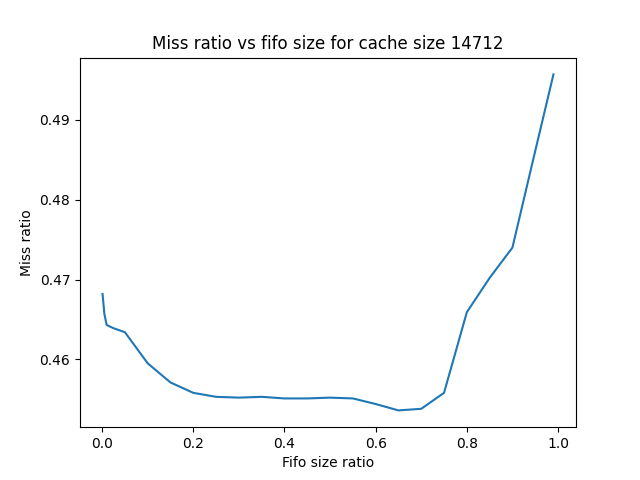 Miss ratio vs fifo size for cache size 14712
0.49
0.48
0.47
0.46
Miss ratio
0.0 0.2 0.4 0.6 0.8 1.0
Fifo size ratio